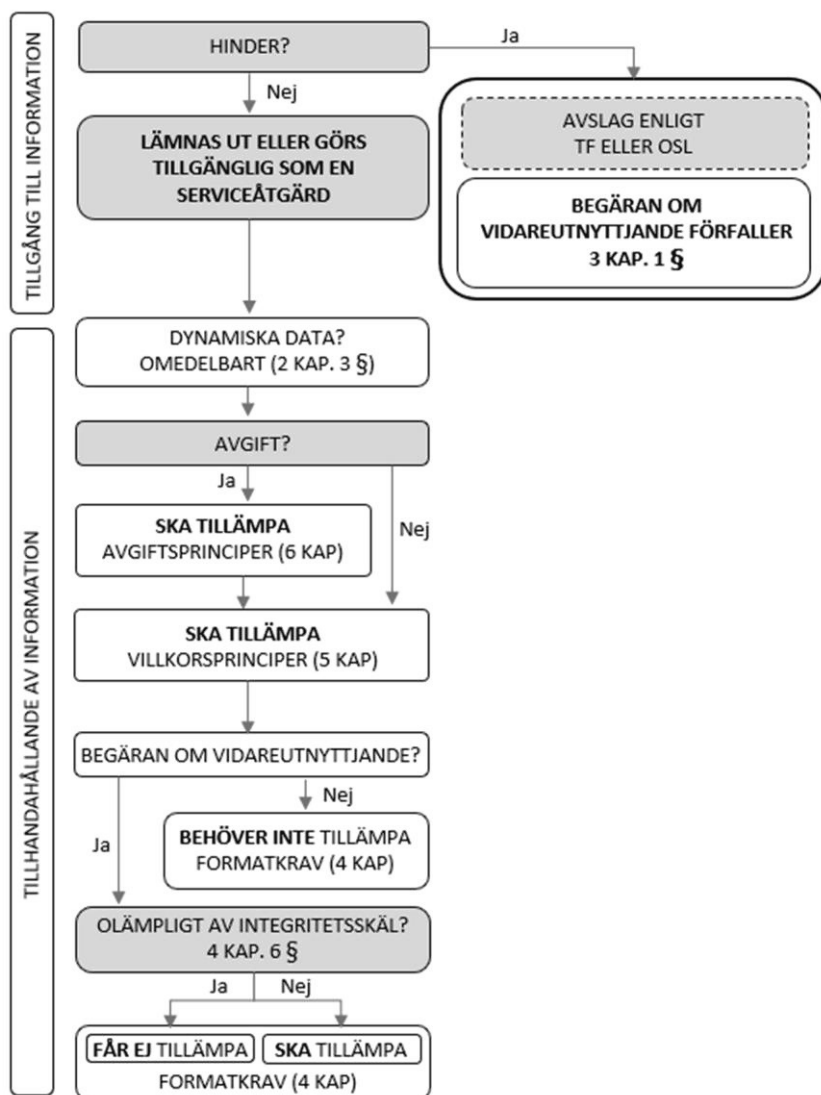 TILLGÅNG TILL INFORMATION
HINDER?
Ja
Nej
LÄMNAS UT ELLER GÖRS
TILLGÄNGLIG SOM EN
SERVICEÅTGÄRD
AVSLAG ENLIGT
TF ELLER OSL
BEGÄRAN OM
VIDAREUTNYTTJANDE FÖRFALLER
3 KAP. 1 §
TILLHANDAHÅLLANDE AV INFORMATION
DYNAMISKA DATA?
OMEDELBART (2 KAP. 3 §)
AVGIFT?
Ja
Nej
SKA TILLÄMPA
AVGIFTSPRINCIPER (6 KAP)
SKA TILLÄMPA
VILLKORSPRINCIPER (5 KAP)
BEGÄRAN OM VIDAREUTNYTTJANDE?
Nej
Ja
BEHÖVER INTE TILLÄMPA
FORMATKRAV (4 KAP)
OLÄMPLIGT AV INTEGRITETSSKÄL?
4 KAP. 6 §
Ja
Nej
FÅR EJ TILLÄMPA
SKA TILLÄMPA
FORMATKRAV (4 KAP)